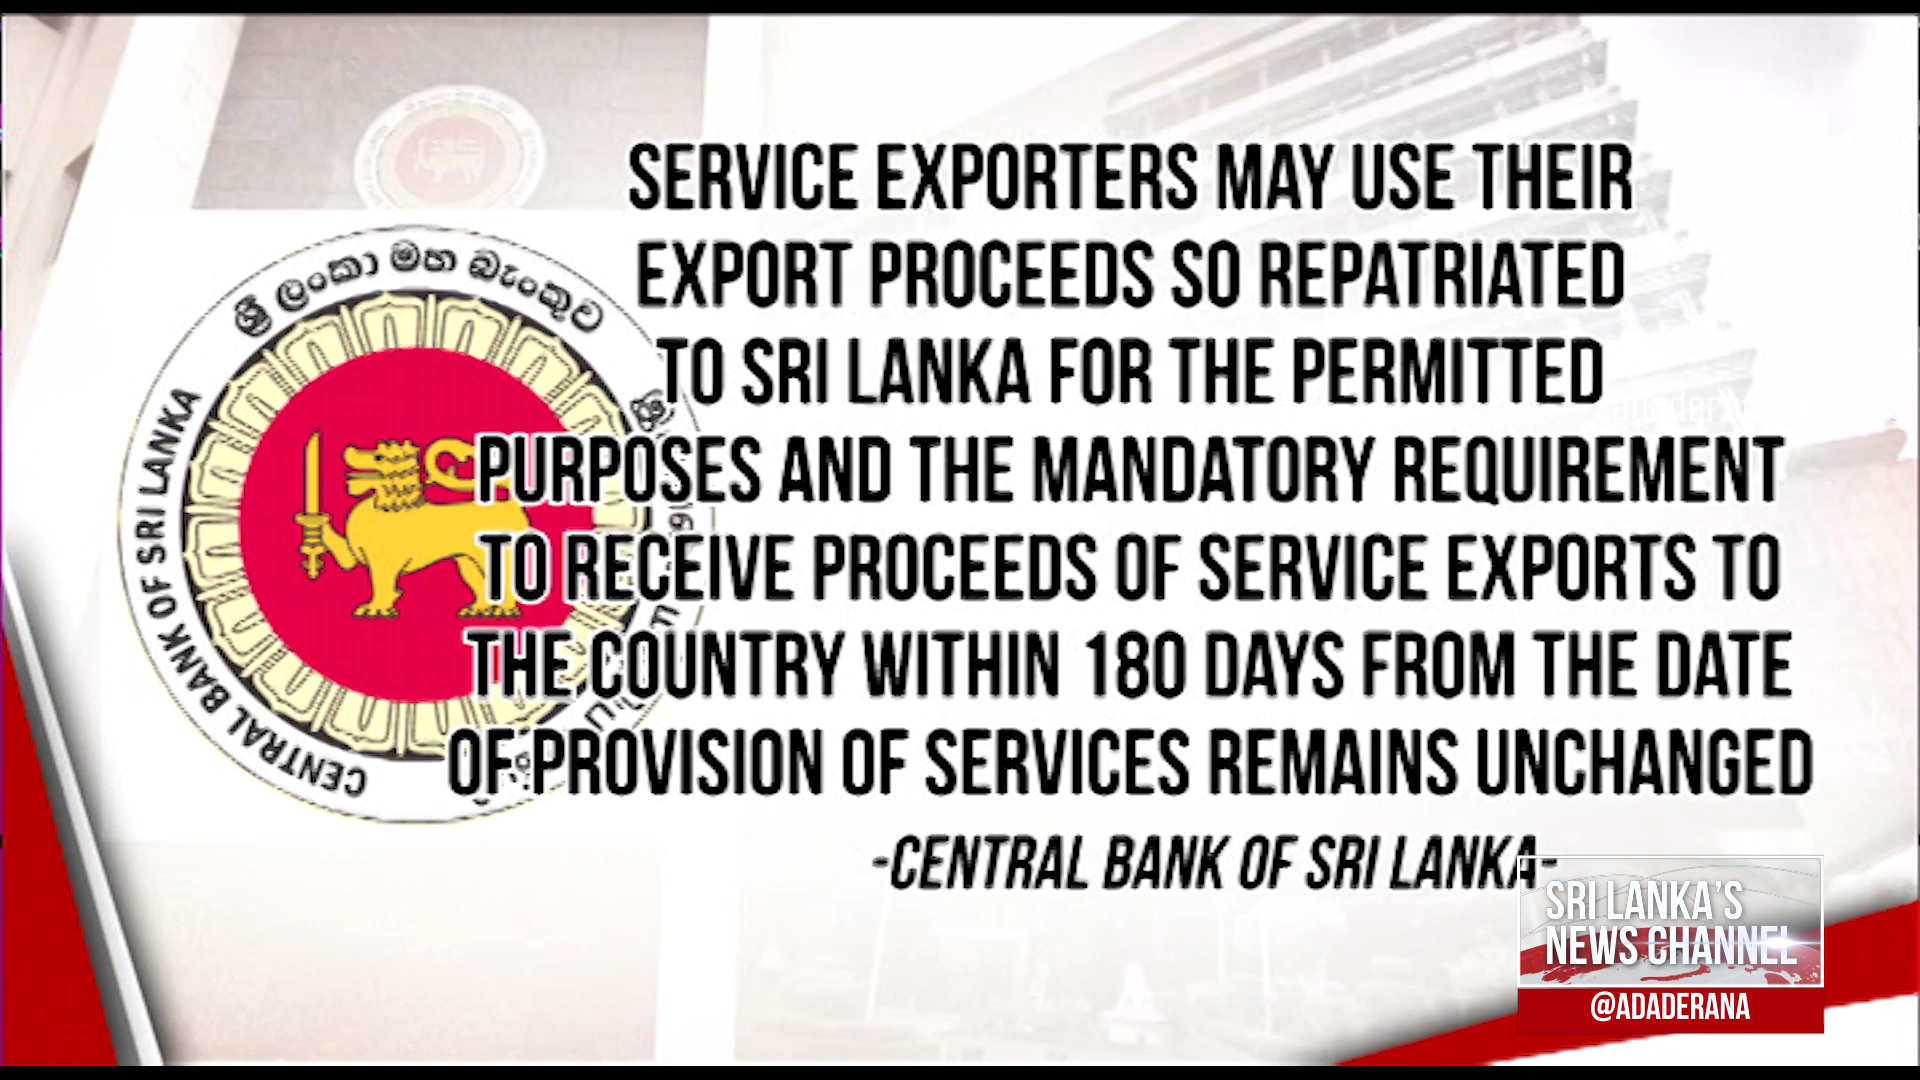 SERVICE EXPORTERS MAY USE THEIR
EXPORT PROCEEDS SO REPATRIATED
TO SRI LANKA FOR THE PERMITTED
PURPOSES AND THE MANDATORY REQUIREMENT
TO RECEIVE PROCEEDS OF SERVICE EXPORTS TO
THE COUNTRY WITHIN 180 DAYS FROM THE DATE
OF PROVISION OF SERVICES REMAINS UNCHANGED
-CENTRAL BANK OF SRI LANKA-
ශ්‍රී ලංකා මහ බැංකුව
CENTRAL BANK OF SRI LANKA
SRI LANKA'S
NEWS CHANNEL
@ADADERANA